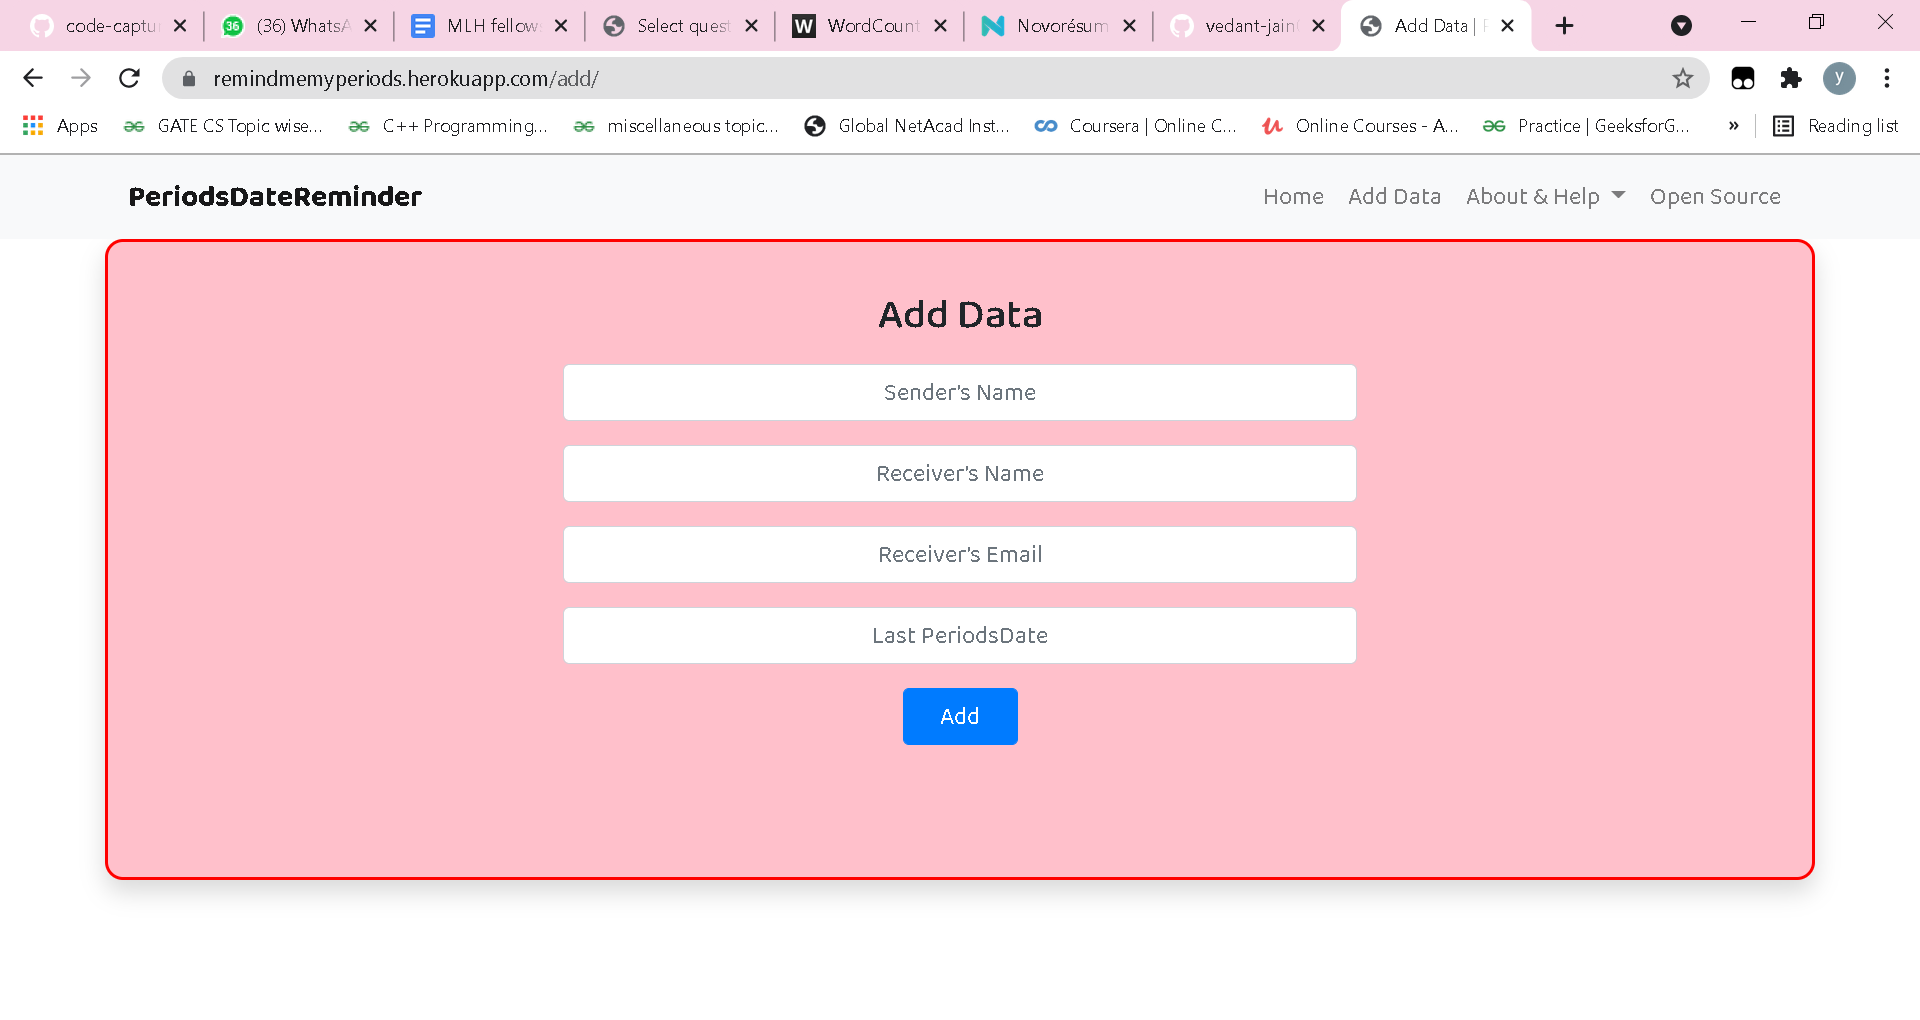 code-captu (36) WhatsA MLH fellow Select quest WordCount Novorésum vedant-jain Add Data |
remindmemyperiods.herokuapp.com/add/ y
Apps GATE CS Topic wise... C++ Programming... miscellaneous topic... Global NetAcad Inst... Coursera | Online C... Online Courses - A... Practice | GeeksforG... » Reading list
PeriodsDateReminder Home Add Data About & Help Open Source
Add Data
Sender's Name
Receiver's Name
Receiver's Email
Last PeriodsDate
Add